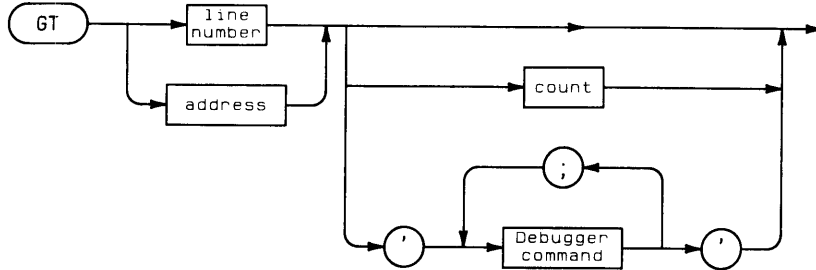 GT
line
number
address
count
;
'
Debugger
command
'